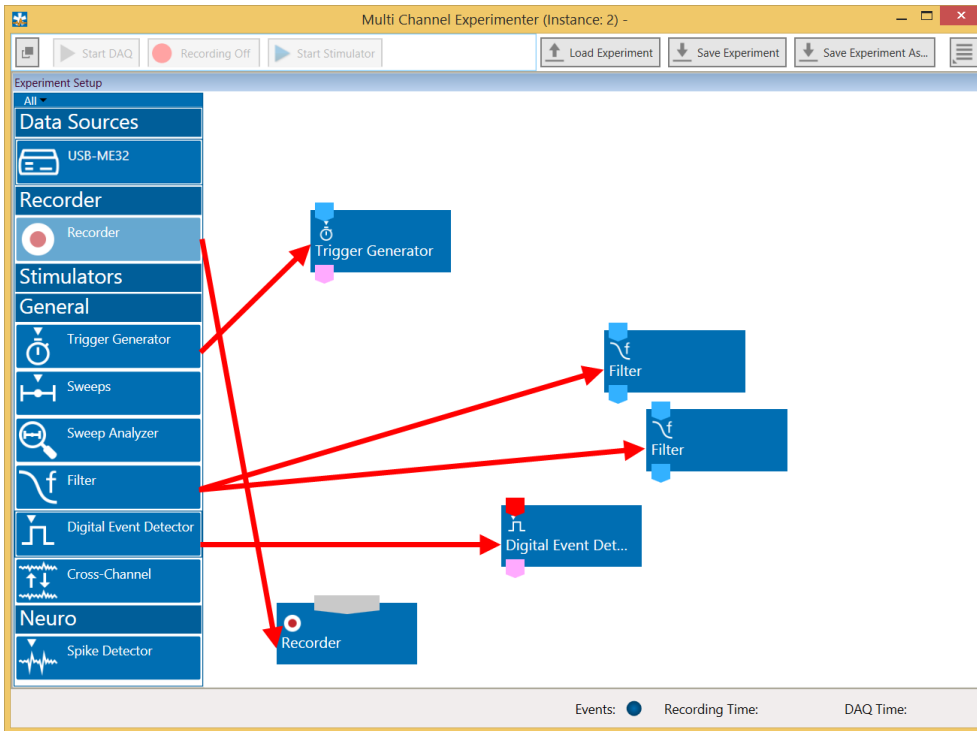 Multi Channel Experimenter (Instance: 2) -
Start DAQ
Recording Off
Start Stimulator
Load Experiment
Save Experiment
Save Experiment As...
Experiment Setup
All
Data Sources
USB-ME32
Recorder
Recorder
Stimulators
General
Trigger Generator
Sweeps
Sweep Analyzer
Filter
Digital Event Detector
Cross-Channel
Neuro
Spike Detector
Trigger Generator
Filter
Filter
Digital Event Det...
Recorder
Events:
Recording Time:
DAQ Time: